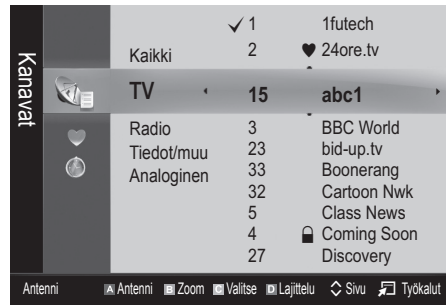 Kanavat
✓ 1 1futech
Kaikki 2 ♥ 24ore.tv
TV 15 abc1
Radio 3 BBC World
Tiedot/muu 23 bid-up.tv
Analoginen 33 Boonerang
32 Cartoon Nwk
5 Class News
4 Coming Soon
27 Discovery
Antenni A Antenni B Zoom C Valitse D Lajittelu Sivu Työkalut